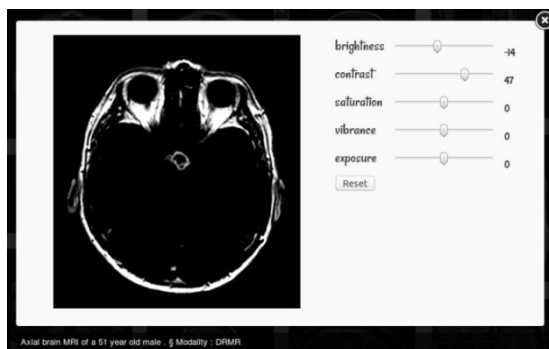 brightness -14
contrast 47
saturation 0
vibrance 0
exposure 0
Reset
Axial brain MRI of a 51 year old male . § Modality : DRMR